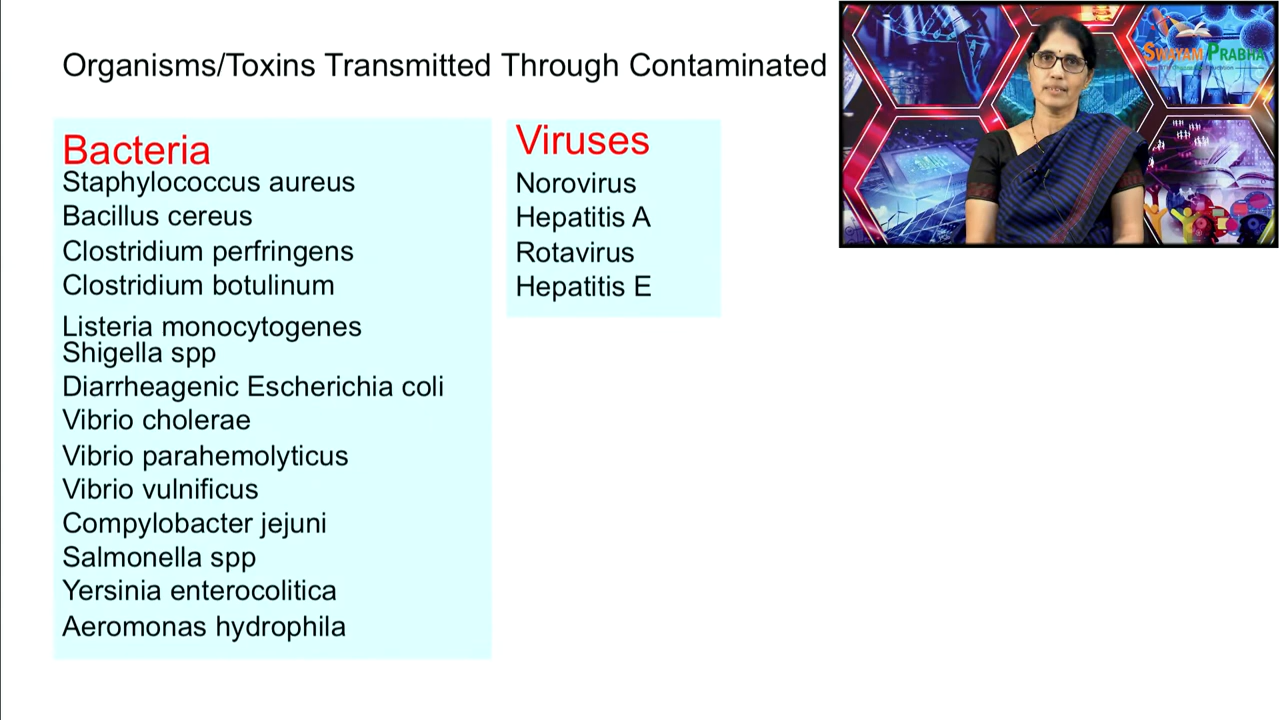 Organisms/Toxins Transmitted Through Contaminated
Bacteria
Staphylococcus aureus
Bacillus cereus
Clostridium perfringens
Clostridium botulinum
Listeria monocytogenes
Shigella spp
Diarrheagenic Escherichia coli
Vibrio cholerae
Vibrio parahemolyticus
Vibrio vulnificus
Compylobacter jejuni
Salmonella spp
Yersinia enterocolitica
Aeromonas hydrophila
Viruses
Norovirus
Hepatitis A
Rotavirus
Hepatitis E
SWAYAM PRABHA